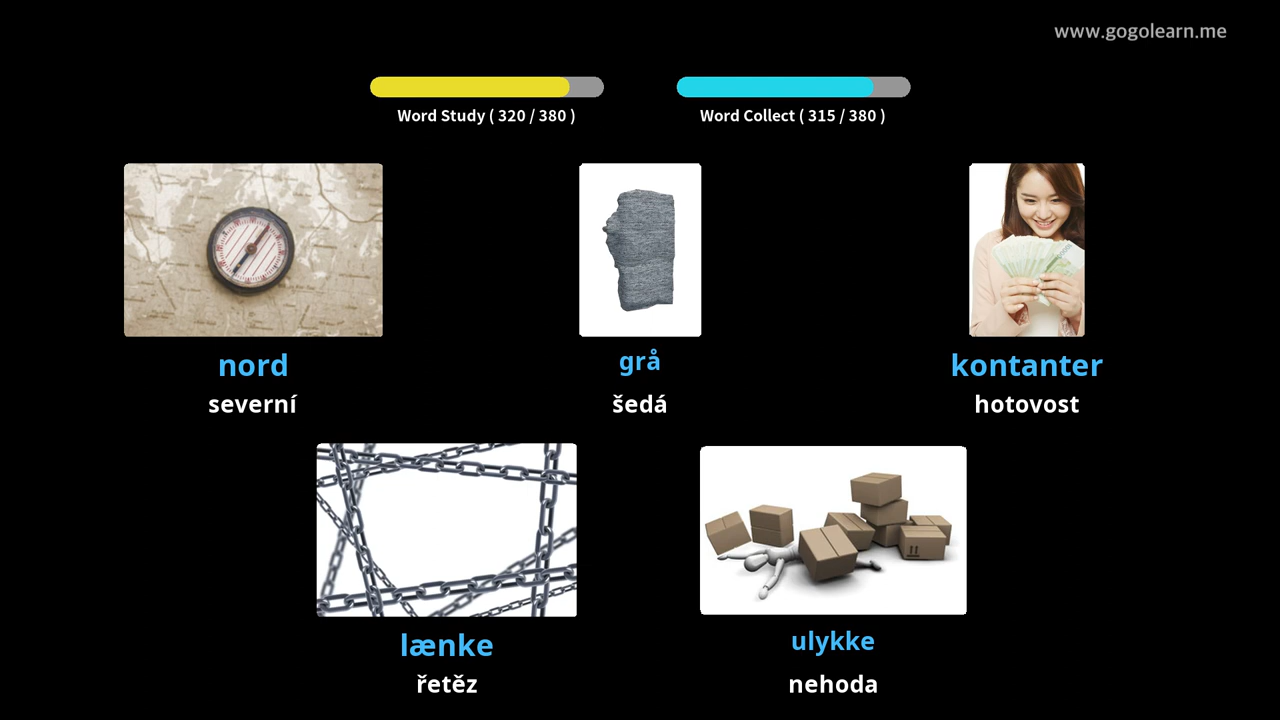 www.gogolearn.me
Word Study ( 320 / 380 )
Word Collect ( 315 / 380 )
nord
severní
grå
šedá
kontanter
hotovost
lænke
řetěz
ulykke
nehoda